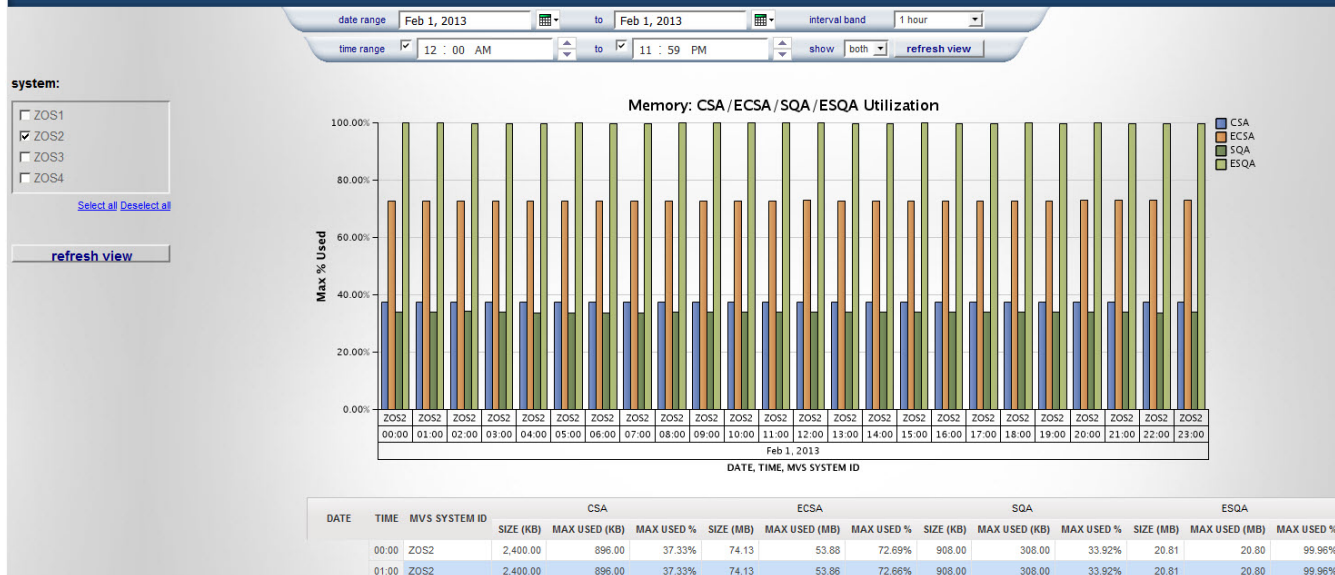 date range Feb 1, 2013 to Feb 1, 2013 interval band 1 hour
time range 12 : 00 AM to 11 : 59 PM show both refresh view
system:
ZOS1
ZOS2
ZOS3
ZOS4
Select all Deselect all
refresh view
Memory: CSA/ECSA/SQA/ESQA Utilization
CSA
ECSA
SQA
ESQA
Max % Used
100.00%
80.00%
60.00%
40.00%
20.00%
0.00%
ZOS2 ZOS2 ZOS2 ZOS2 ZOS2 ZOS2 ZOS2 ZOS2 ZOS2 ZOS2 ZOS2 ZOS2 ZOS2 ZOS2 ZOS2 ZOS2 ZOS2 ZOS2 ZOS2 ZOS2 ZOS2 ZOS2 ZOS2 ZOS2
00:00 01:00 02:00 03:00 04:00 05:00 06:00 07:00 08:00 09:00 10:00 11:00 12:00 13:00 14:00 15:00 16:00 17:00 18:00 19:00 20:00 21:00 22:00 23:00
Feb 1, 2013
DATE, TIME, MVS SYSTEM ID
CSA ECSA SQA ESQA
DATE TIME MVS SYSTEM ID SIZE (KB) MAX USED (KB) MAX USED % SIZE (MB) MAX USED (MB) MAX USED % SIZE (KB) MAX USED (KB) MAX USED % SIZE (MB) MAX USED (MB) MAX USED %
00:00 ZOS2 2,400.00 896.00 37.33% 74.13 53.88 72.69% 908.00 308.00 33.92% 20.81 20.80 99.96%
01:00 ZOS2 2,400.00 896.00 37.33% 74.13 53.86 72.66% 908.00 308.00 33.92% 20.81 20.80 99.96%